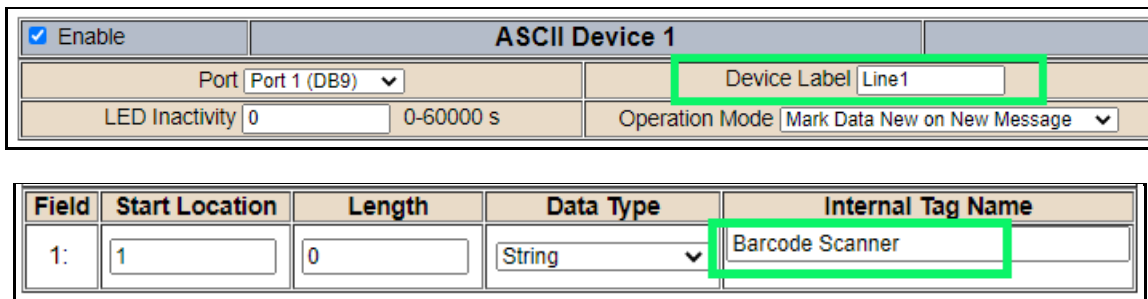 Enable ASCII Device 1
Port Port 1 (DB9) Device Label Line1
LED Inactivity 0 0-60000 s Operation Mode Mark Data New on New Message
Field Start Location Length Data Type Internal Tag Name
1: 1 0 String Barcode Scanner